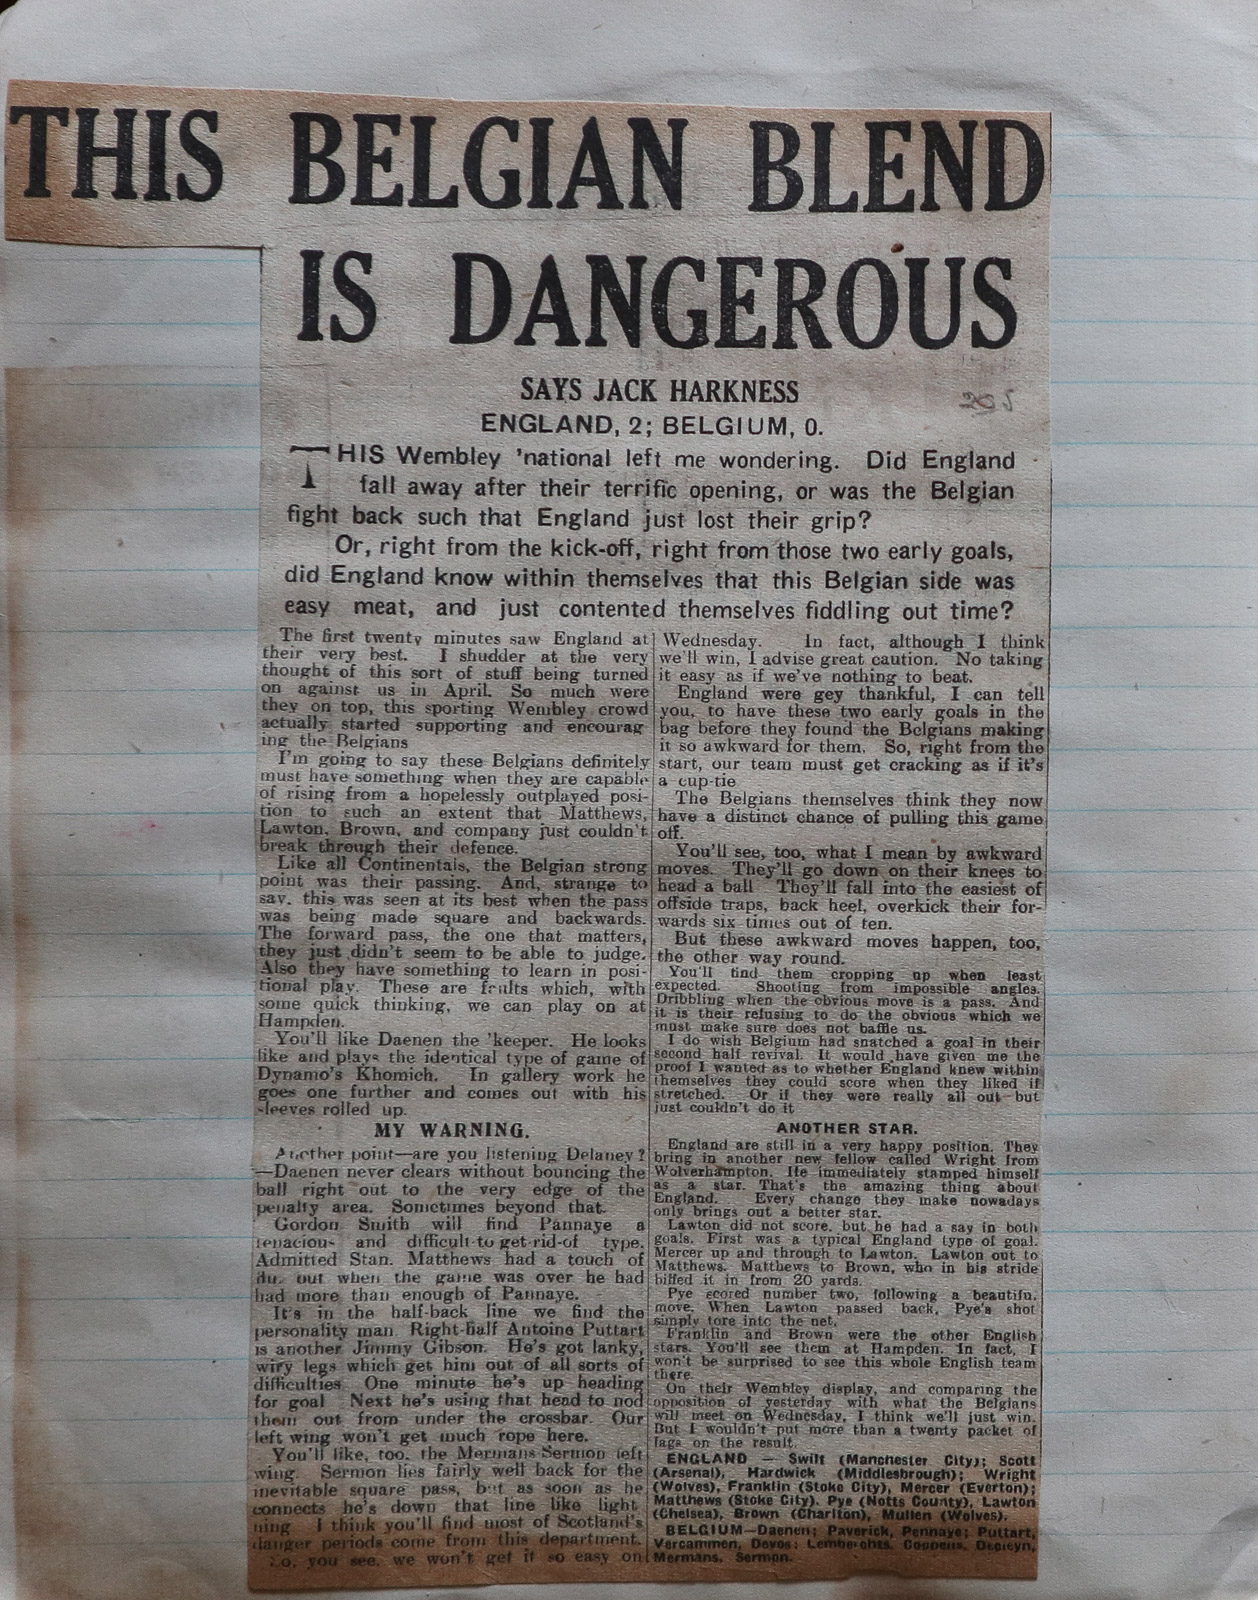 THIS BELGIAN BLEND
IS DANGEROUS
SAYS JACK HARKNESS
ENGLAND, 2; BELGIUM, 0.
THIS Wembley 'national left me wondering. Did England
fall away after their terrific opening, or was the Belgian
fight back such that England just lost their grip?
Or, right from the kick-off, right from those two early goals,
did England know within themselves that this Belgian side was
easy meat, and just contented themselves fiddling out time?
The first twenty minutes saw England at
their very best. I shudder at the very
thought of this sort of stuff being turned
on against us in April. So much were
they on top, this sporting Wembley crowd
actually started supporting and encourag
ing the Belgians
I'm going to say these Belgians definitely
must have something when they are capable
of rising from a hopelessly outplayed posi-
tion to such an extent that Matthews,
Lawton, Brown, and company just couldn't
break through their defence.
Like all Continentals, the Belgian strong
point was their passing. And, strange to
say, this was seen at its best when the pass
was being made square and backwards.
The forward pass, the one that matters,
they just didn't seem to be able to judge.
Also they have something to learn in posi-
tional play. These are faults which, with
some quick thinking, we can play on at
Hampden.
You'll like Daenen the 'keeper. He looks
like and plays the identical type of game of
Dynamo's Khomich. In gallery work he
goes one further and comes out with his
sleeves rolled up.
MY WARNING.
Another point—are you listening Delaney?
—Daenen never clears without bouncing the
ball right out to the very edge of the
penalty area. Sometimes beyond that.
Gordon Smith will find Pannaye a
tenacious and difficult-to-get-rid-of type.
Admitted Stan. Matthews had a touch of
'flu, but when the game was over he had
had more than enough of Pannaye.
It's in the half-back line we find the
personality man. Right-half Antoine Puttart
is another Jimmy Gibson. He's got lanky,
wiry legs which get him out of all sorts of
difficulties. One minute he's up heading
for goal Next he's using that head to nod
them out from under the crossbar. Our
left wing won't get much rope here.
You'll like, too, the Mermans-Sermon left
wing. Sermon lies fairly well back for the
inevitable square pass, but as soon as he
connects he's down that line like light
ning I think you'll find most of Scotland's
danger periods come from this department.
So, you see, we won't get it so easy on
Wednesday. In fact, although I think
we'll win, I advise great caution. No taking
it easy as if we've nothing to beat.
England were gey thankful, I can tell
you, to have these two early goals in the
bag before they found the Belgians making
it so awkward for them. So, right from the
start, our team must get cracking as if it's
a cup-tie
The Belgians themselves think they now
have a distinct chance of pulling this game
off.
You'll see, too, what I mean by awkward
moves. They'll go down on their knees to
head a ball They'll fall into the easiest of
offside traps, back heel, overkick their for-
wards six times out of ten.
But these awkward moves happen, too,
the other way round.
You'll find them cropping up when least
expected. Shooting from impossible angles.
Dribbling when the obvious move is a pass. And
it is their refusing to do the obvious which we
must make sure does not baffle us.
I do wish Belgium had snatched a goal in their
second half revival. It would have given me the
proof I wanted as to whether England knew within
themselves they could score when they liked if
stretched. Or if they were really all out but
just couldn't do it
ANOTHER STAR.
England are still in a very happy position. They
bring in another new fellow called Wright from
Wolverhampton. He immediately stamped himself
as a star. That's the amazing thing about
England. Every change they make nowadays
only brings out a better star.
Lawton did not score, but he had a say in both
goals. First was a typical England type of goal.
Mercer up and through to Lawton. Lawton out to
Matthews. Matthews to Brown, who in his stride
biffed it in from 20 yards.
Pye scored number two, following a beautiful
move. When Lawton passed back, Pye's shot
simply tore into the net.
Franklin and Brown were the other English
stars. You'll see them at Hampden. In fact, I
won't be surprised to see this whole English team
there.
On their Wembley display, and comparing the
opposition of yesterday with what the Belgians
will meet on Wednesday, I think we'll just win.
But I wouldn't put more than a twenty packet of
fags on the result.
ENGLAND — Swift (Manchester City); Scott
(Arsenal), Hardwick (Middlesbrough); Wright
(Wolves), Franklin (Stoke City), Mercer (Everton);
Matthews (Stoke City), Pye (Notts County), Lawton
(Chelsea), Brown (Charlton), Mullen (Wolves).
BELGIUM—Daenen; Paverick, Pennaye; Puttart,
Vercammen, Devos; Lemberchts, Coppens, Decleyn,
Mermans, Sermon.